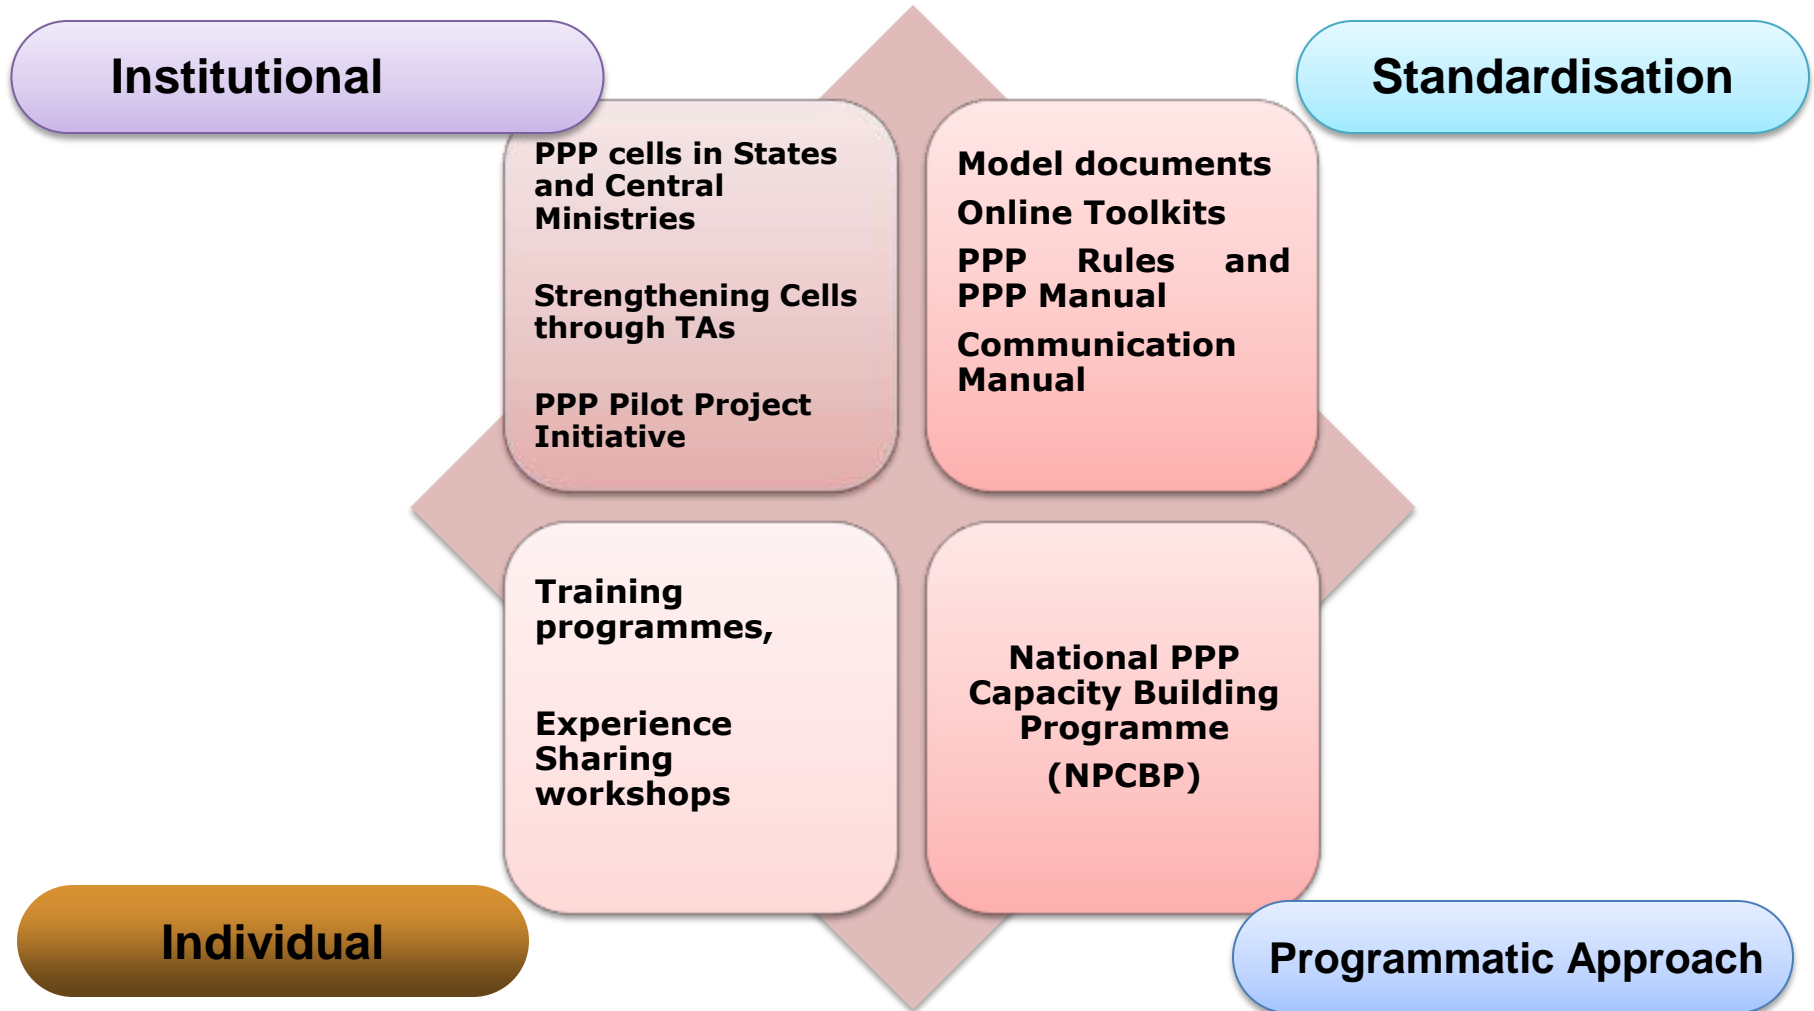 Institutional
Standardisation
PPP cells in States
and Central
Ministries
Strengthening Cells
through TAs
PPP Pilot Project
Initiative
Model documents
Online Toolkits
PPP Rules and
PPP Manual
Communication
Manual
Training
programmes,
Experience
Sharing
workshops
National PPP
Capacity Building
Programme
(NPCBP)
Individual
Programmatic Approach